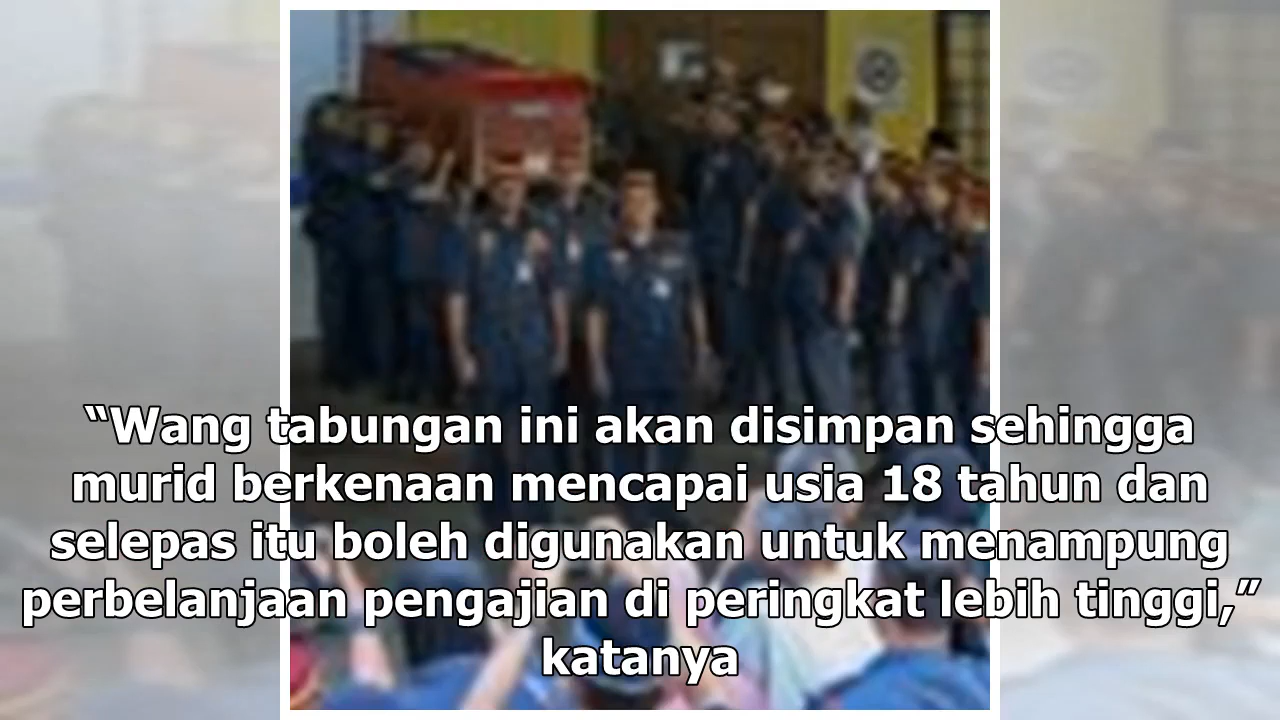 “Wang tabungan ini akan disimpan sehingga
murid berkenaan mencapai usia 18 tahun dan
selepas itu boleh digunakan untuk menampung
perbelanjaan pengajian di peringkat lebih tinggi,”
katanya